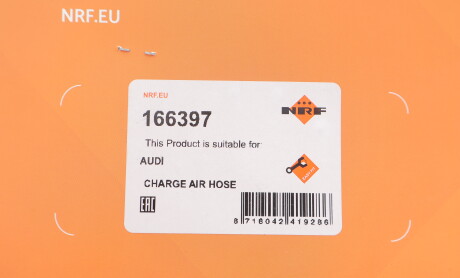 NRF.EU
NRF.EU
NRF
166397
This Product is suitable for
AUDI
CHARGE AIR HOSE
EAC
8 716042 419286